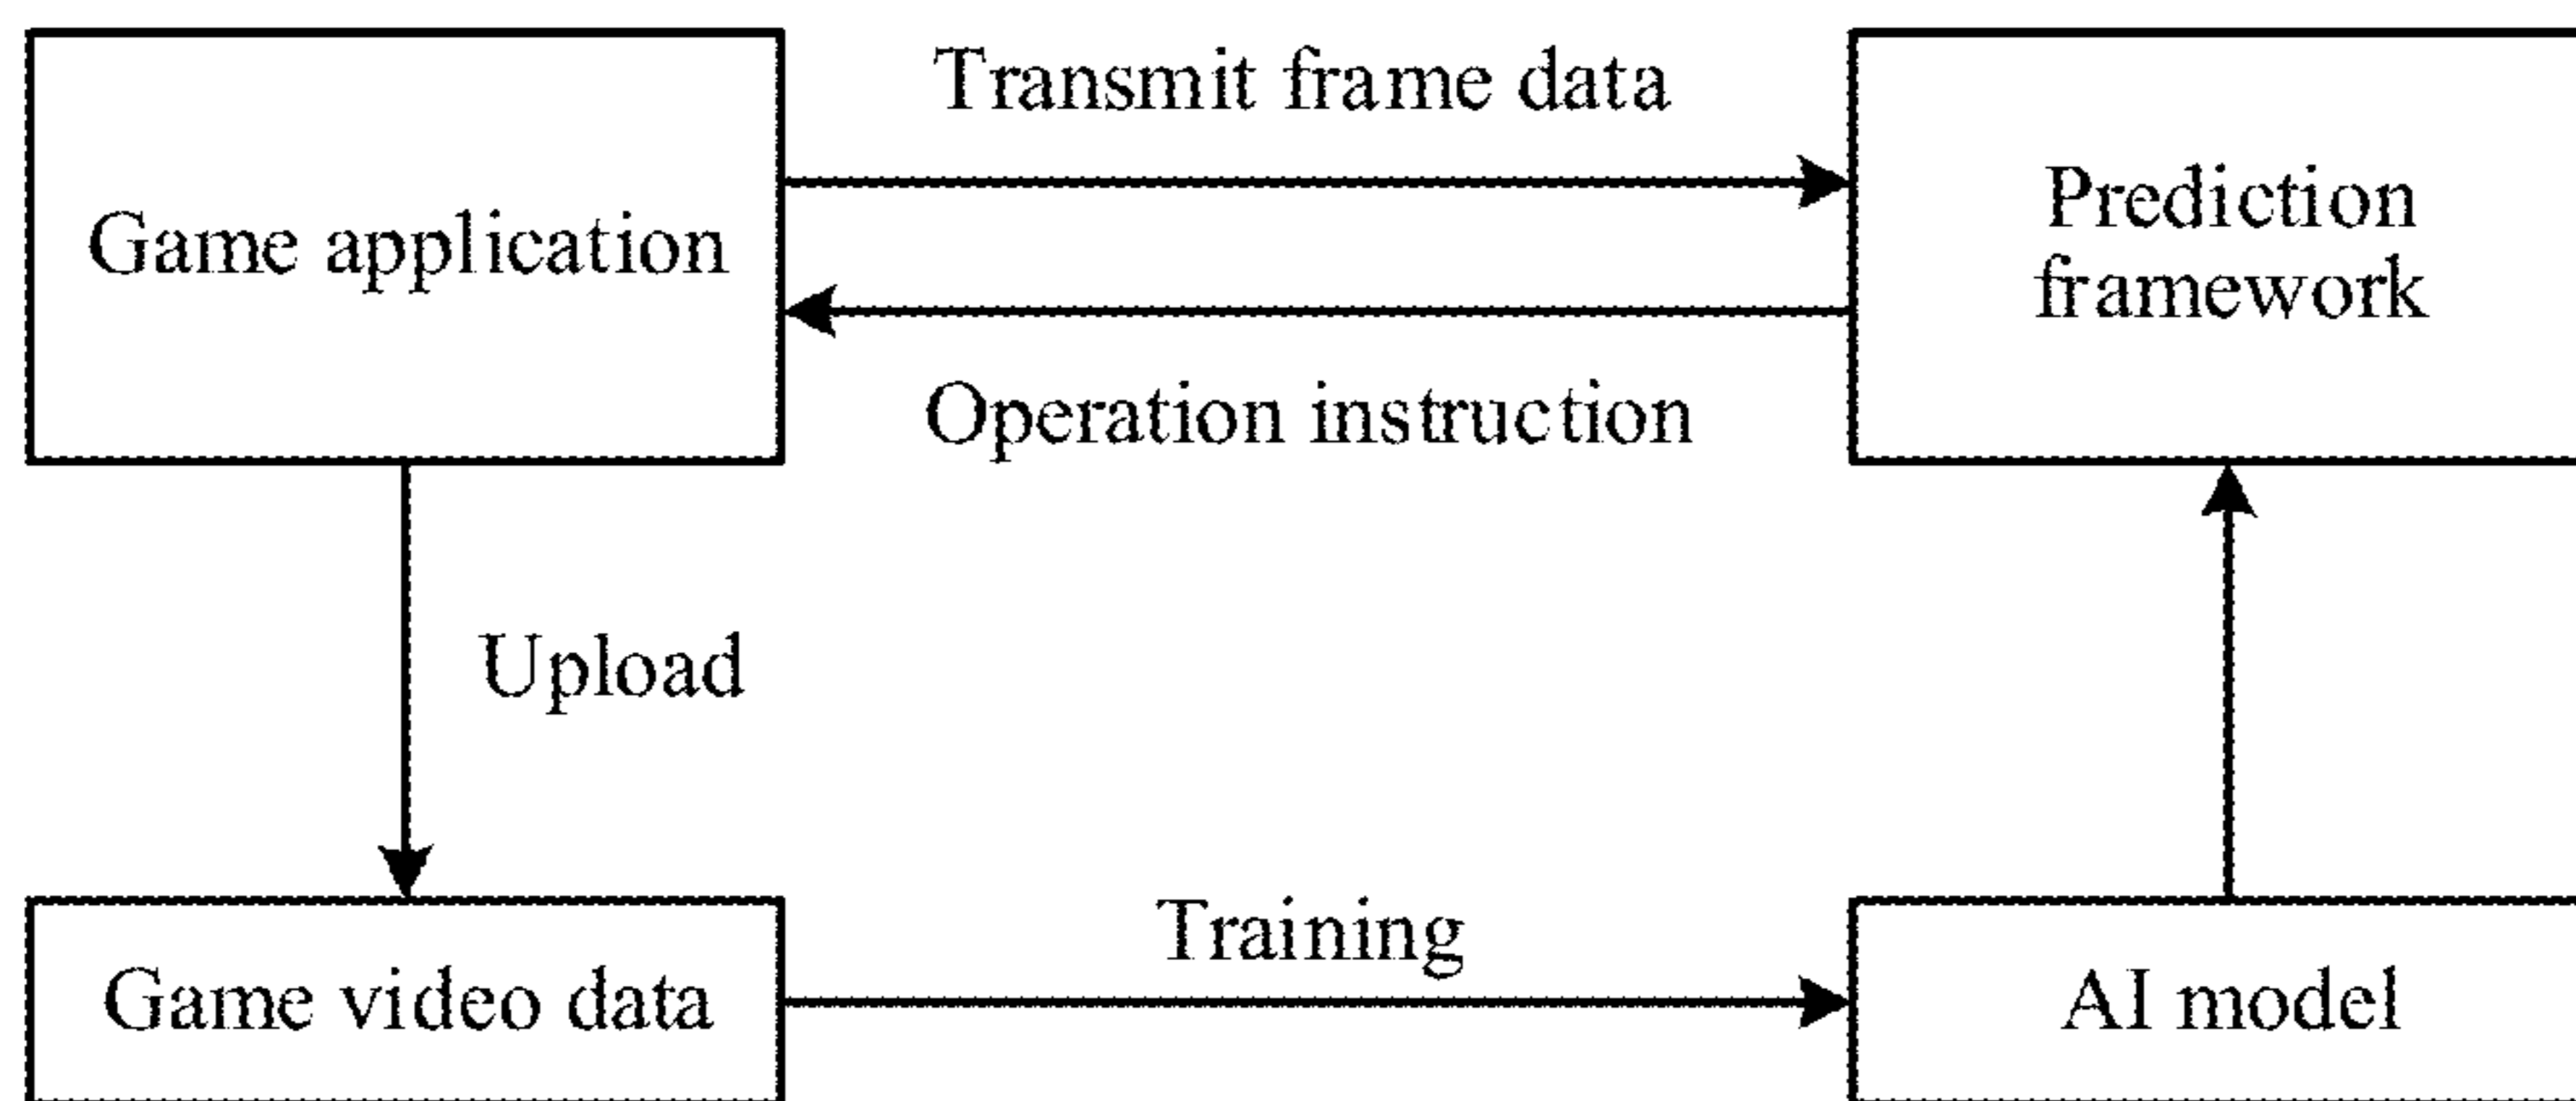 Transmit frame data
Game application
Prediction
framework
Operation instruction
Upload
Training
Game video data
AI model